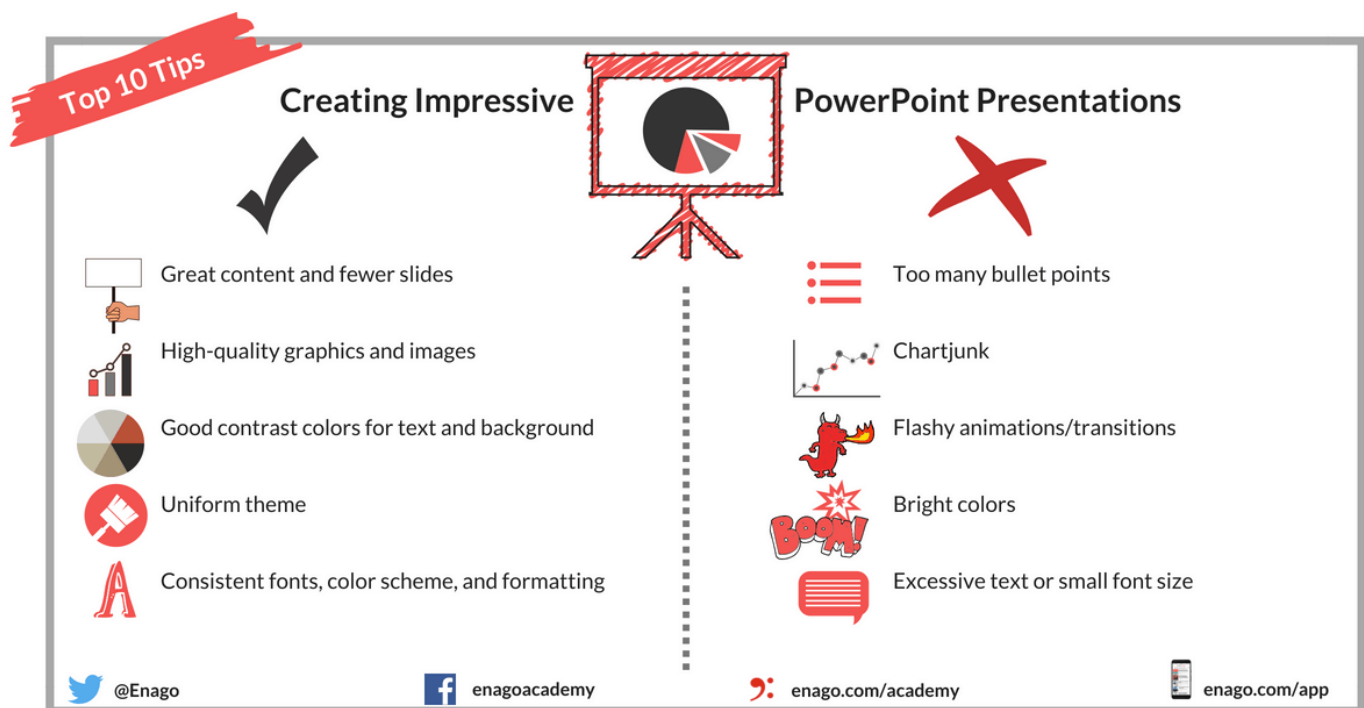 Top 10 Tips
Creating Impressive PowerPoint Presentations
Great content and fewer slides
High-quality graphics and images
Good contrast colors for text and background
Uniform theme
A
Consistent fonts, color scheme, and formatting
Too many bullet points
Chartjunk
Flashy animations/transitions
BOOM!
Bright colors
Excessive text or small font size
@Enago
enagoacademy
enago.com/academy
enago.com/app